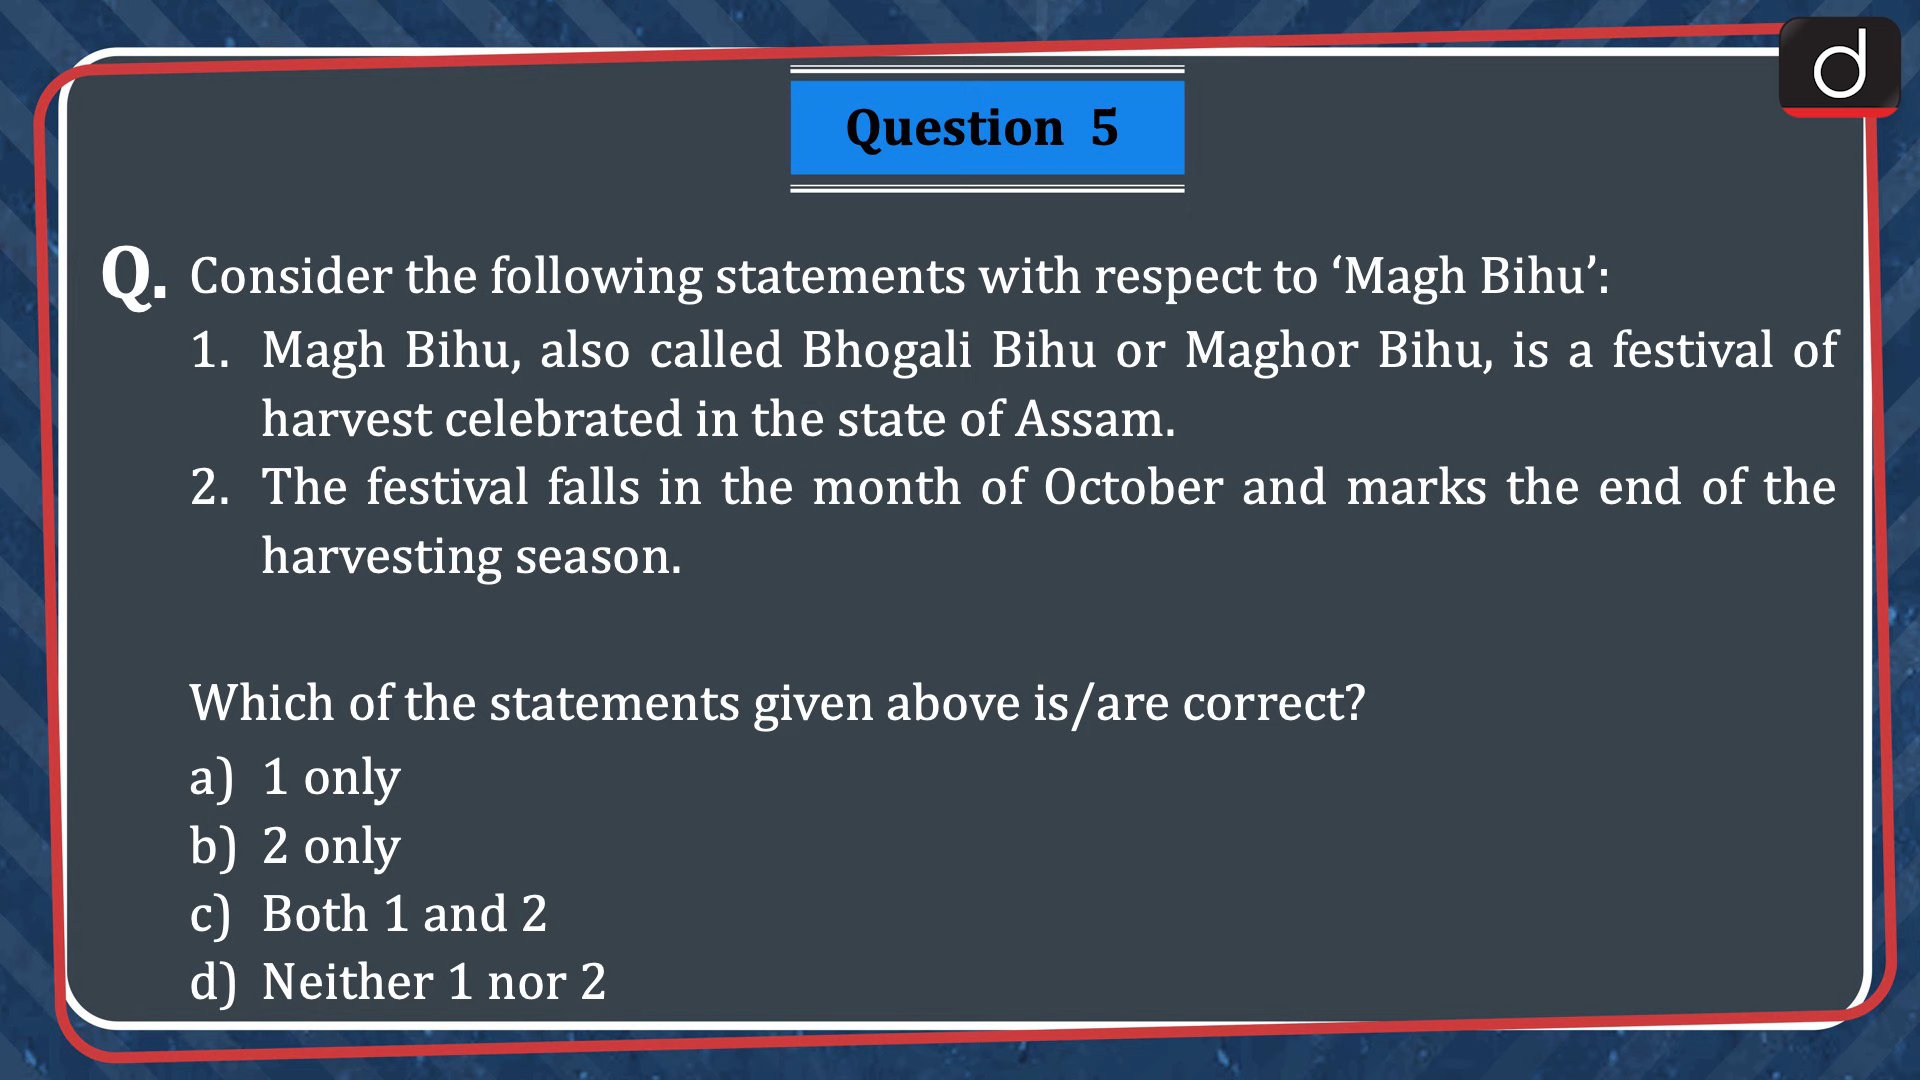 d
Question 5
Q. Consider the following statements with respect to ‘Magh Bihu’:
1. Magh Bihu, also called Bhogali Bihu or Maghor Bihu, is a festival of
harvest celebrated in the state of Assam.
2. The festival falls in the month of October and marks the end of the
harvesting season.
Which of the statements given above is/are correct?
a) 1 only
b) 2 only
c) Both 1 and 2
d) Neither 1 nor 2